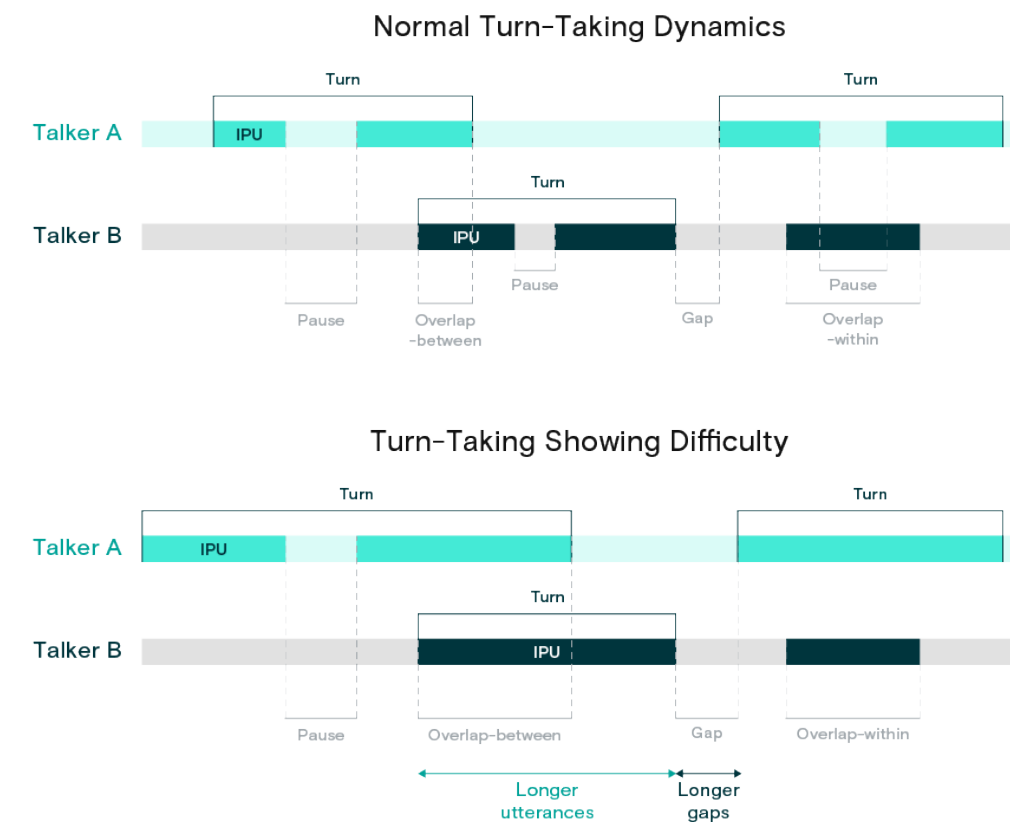 Normal Turn-Taking Dynamics
Turn
Turn
Talker A
IPU
Turn
Talker B
IPU
Pause
Pause
Pause
Overlap
-between
Gap
Overlap
-within
Turn-Taking Showing Difficulty
Turn
Turn
Talker A
IPU
Turn
Talker B
IPU
Pause
Overlap-between
Gap
Overlap-within
Longer
utterances
Longer
gaps